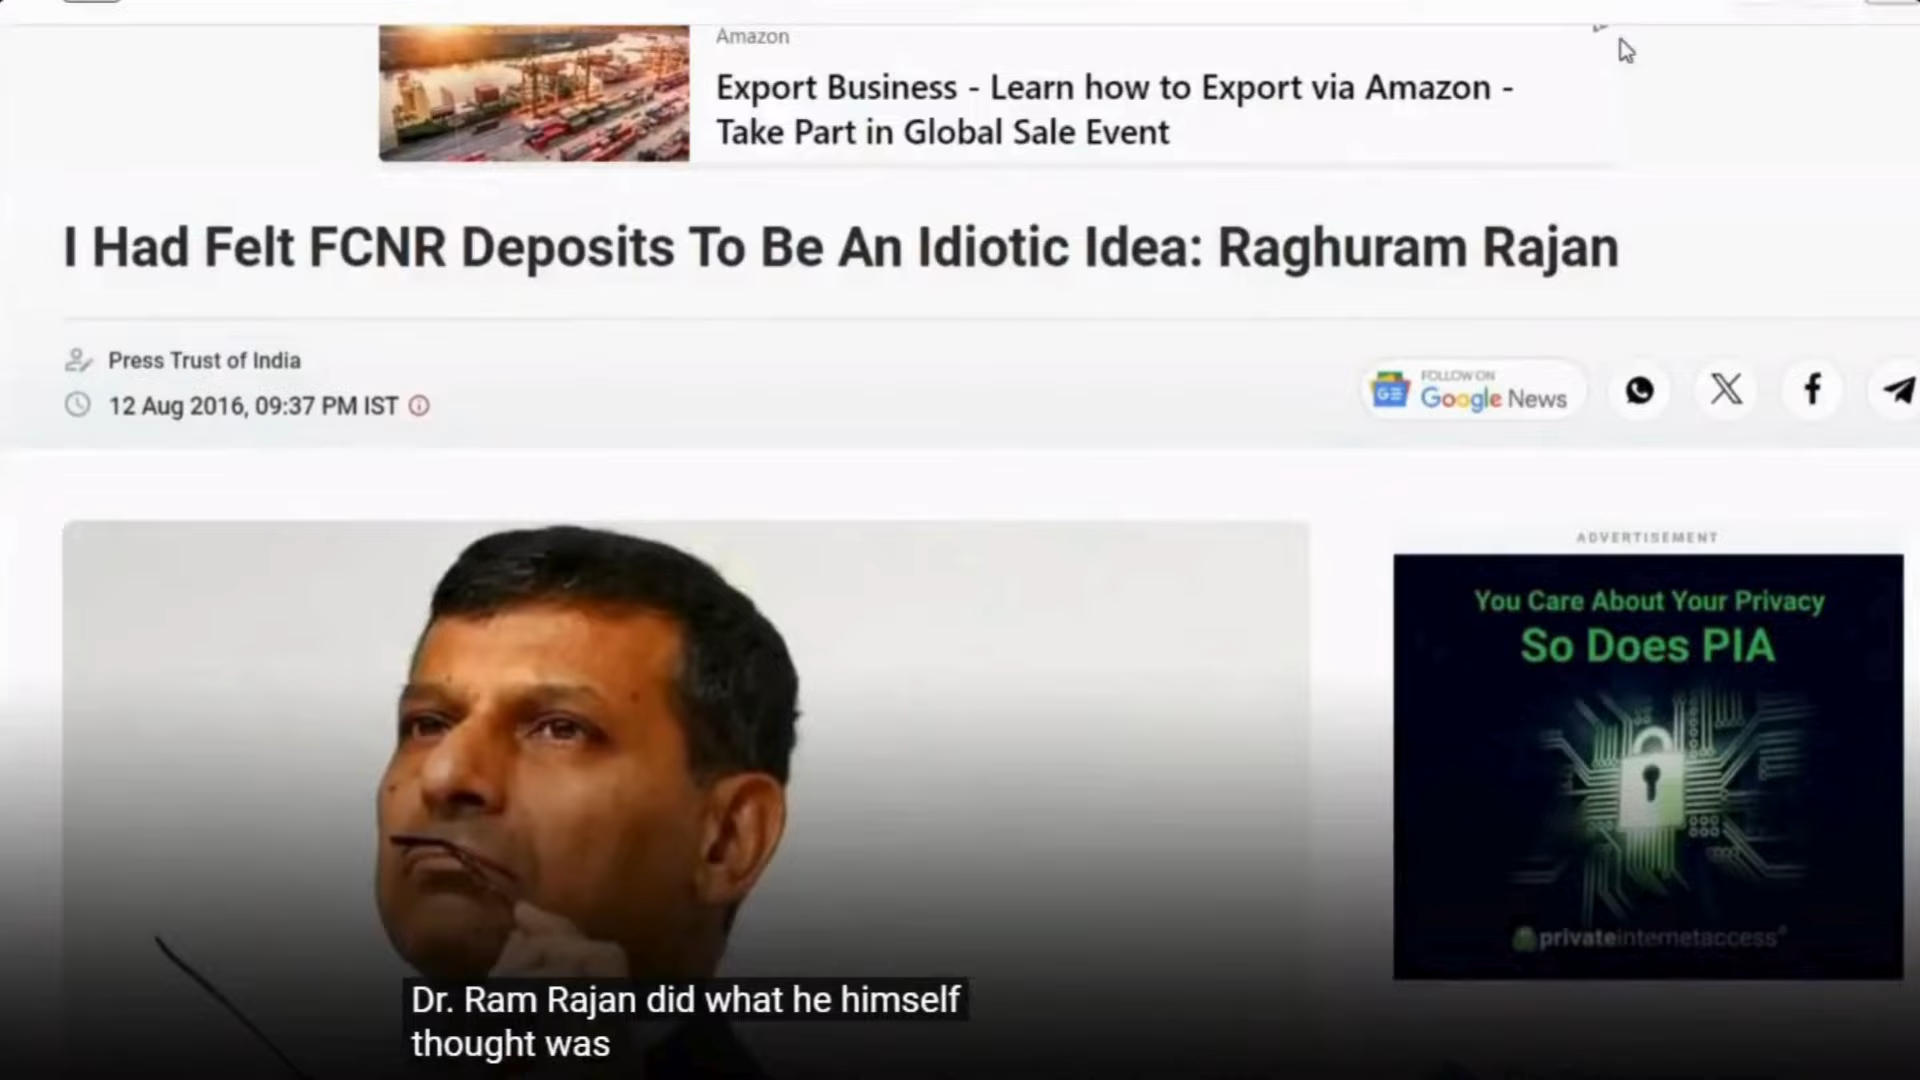 Amazon
Export Business - Learn how to Export via Amazon -
Take Part in Global Sale Event
I Had Felt FCNR Deposits To Be An Idiotic Idea: Raghuram Rajan
Press Trust of India
12 Aug 2016, 09:37 PM IST
FOLLOW ON
Google News
GE
ADVERTISEMENT
You Care About Your Privacy
So Does PIA
privateinternetaccess®
Dr. Ram Rajan did what he himself
thought was